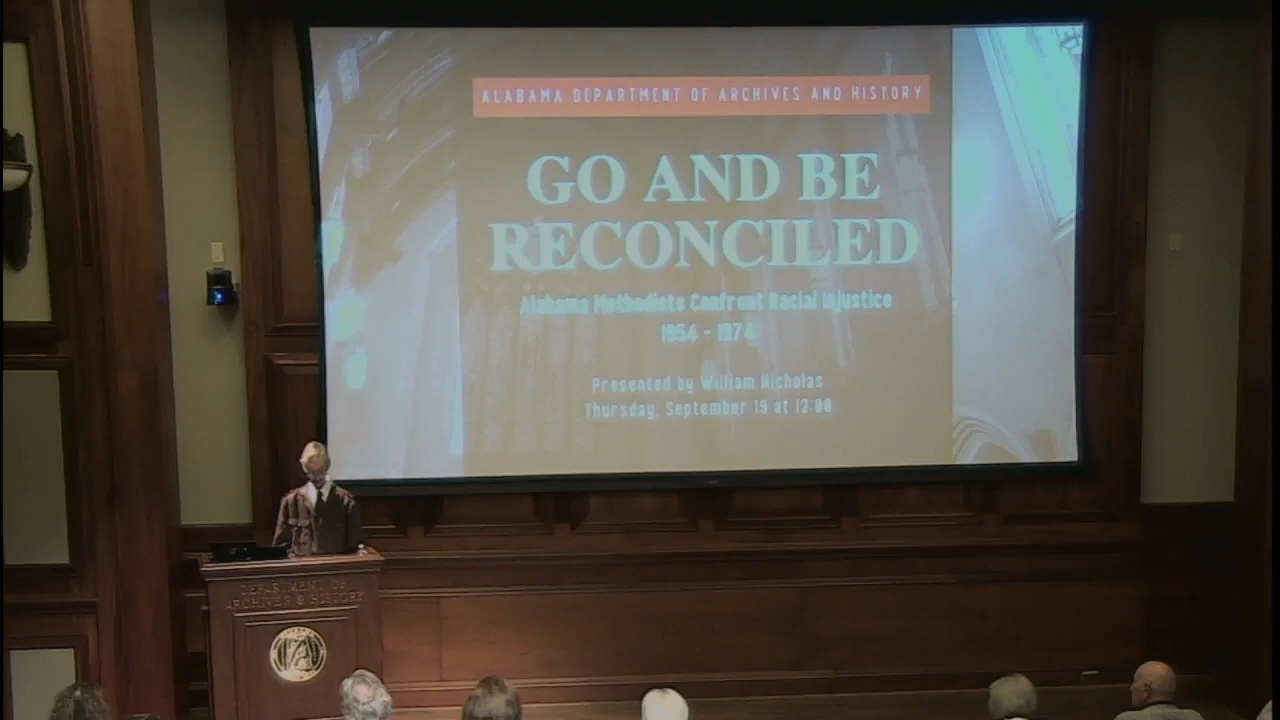 ALABAMA DEPARTMENT OF ARCHIVES AND HISTORY
GO AND BE
RECONCILED
Alabama Methodists Confront Racial Injustice
1954 - 1974
Presented by William Nicholas
Thursday, September 19 at 12:00
DEPARTMENT OF
ARCHIVES & HISTORY